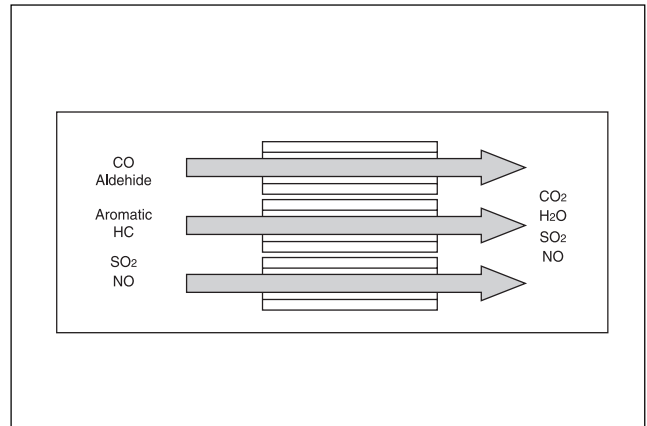 CO
Aldehide
Aromatic
HC
SO2
NO
CO2
H2O
SO2
NO